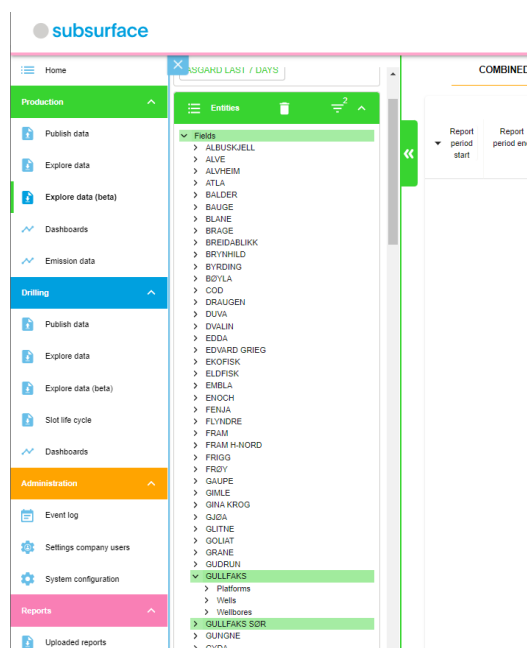 subsurface
Home
Production
Publish data
Explore data
Explore data (beta)
Dashboards
Emission data
Drilling
Publish data
Explore data
Explore data (beta)
Slot life cycle
Dashboards
Administration
Event log
Settings company users
System configuration
Reports
Uploaded reports
ASGARD LAST 7 DAYS
Entities
2
Fields
ALBUSKJELL
ALVE
ALVHEIM
ATLA
BALDER
BAUGE
BLANE
BRAGE
BREIDABLIKK
BRYNHILD
BYRDING
BØYLA
COD
DRAUGEN
DUVA
DVALIN
EDDA
EDVARD GRIEG
EKOFISK
ELDFISK
EMBLA
ENOCH
FENJA
FLYNDRE
FRAM
FRAM H-NORD
FRIGG
FRØY
GAUPE
GIMLE
GINA KROG
GJØA
GLITNE
GOLIAT
GRANE
GUDRUN
GULLFAKS
Platforms
Wells
Wellbores
GULLFAKS SØR
GUNGNE
GYDA
COMBINED
Report
period
start
Report
period en